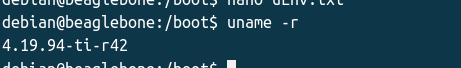 debian@beaglebone:/boot$ nano uEnv.txt
debian@beaglebone:/boot$ uname -r
4.19.94-ti-r42
debian@beaglebone:/boot$